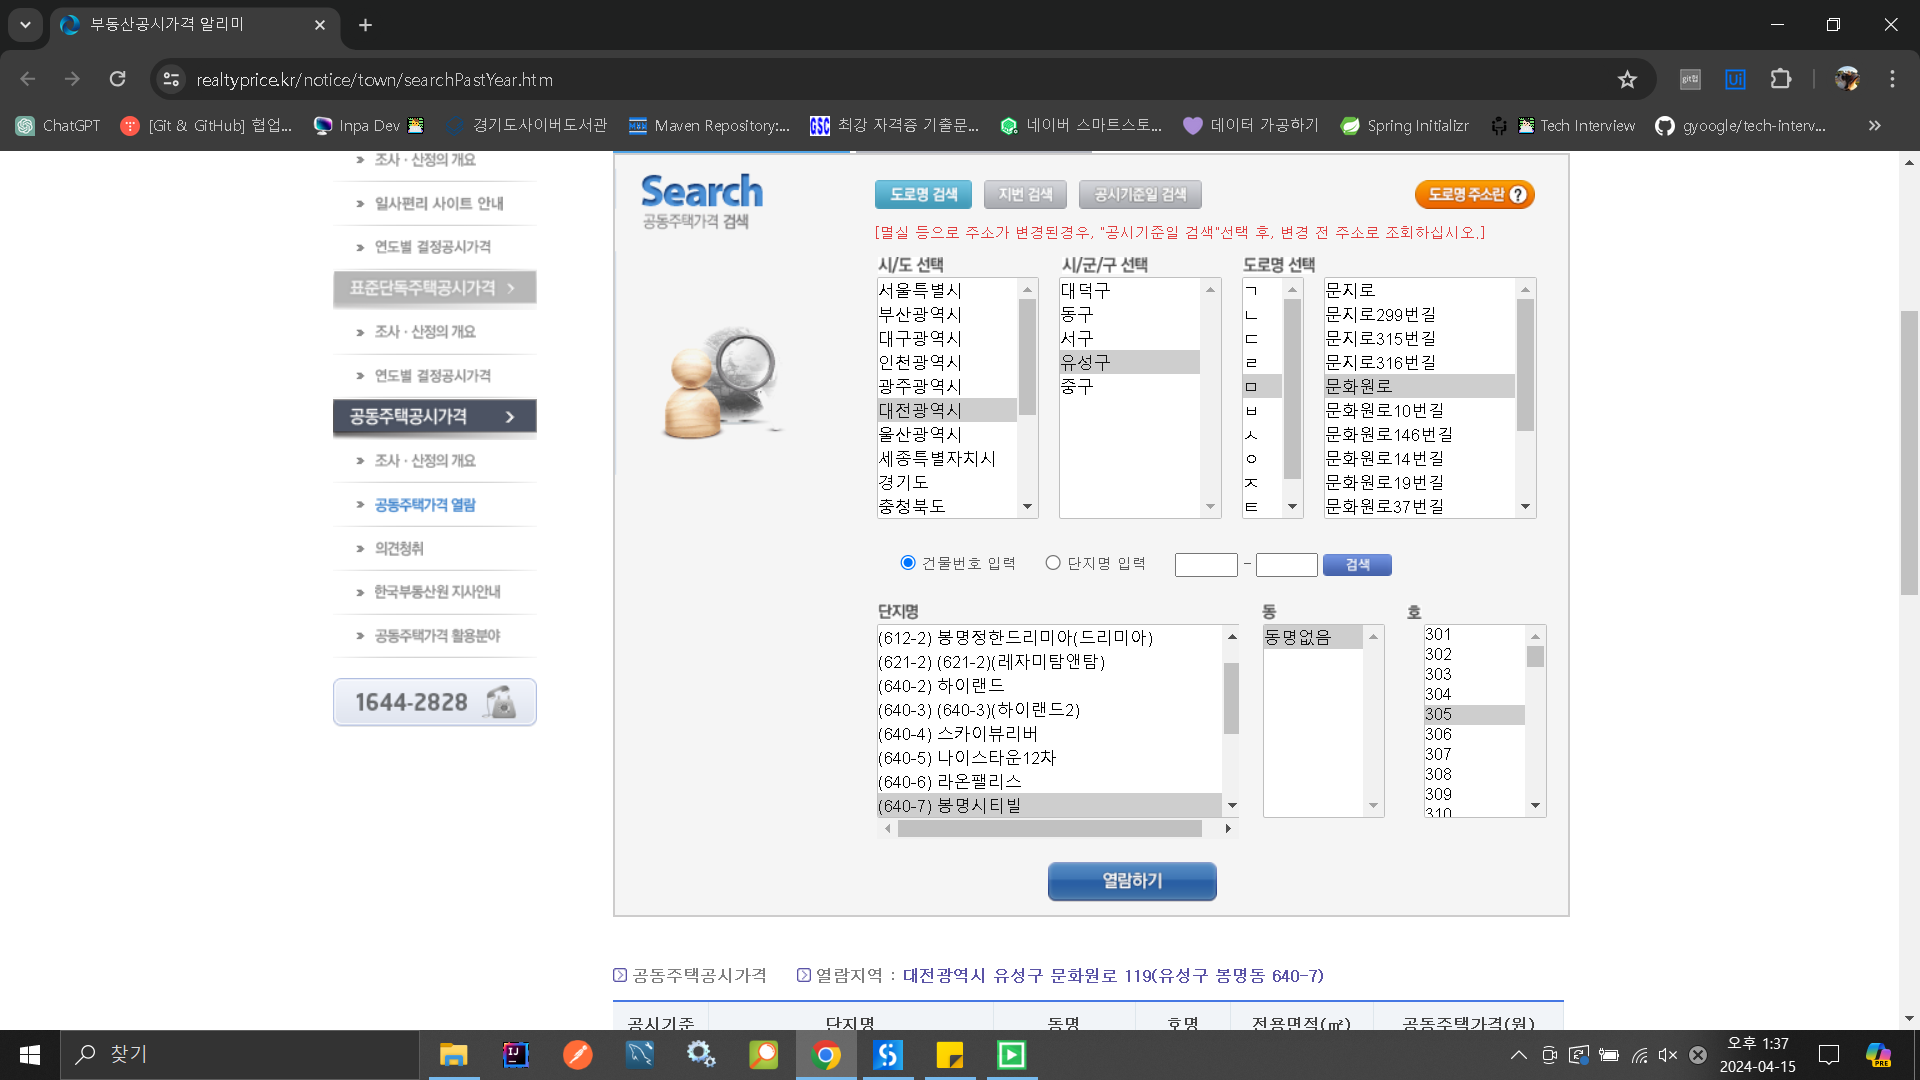 부동산공시가격 알리미
realtyprice.kr/notice/town/searchPastYear.htm
git헙
Ui
ChatGPT
[Git & GitHub] 협업...
Inpa Dev
경기도사이버도서관
Maven Repository:...
최강 자격증 기출문...
네이버 스마트스토...
데이터 가공하기
Spring Initializr
Tech Interview
gyoogle/tech-interv...
조사 · 산정의 개요
일사편리 사이트 안내
연도별 결정공시가격
표준단독주택공시가격
조사 · 산정의 개요
연도별 결정공시가격
공동주택공시가격
조사 · 산정의 개요
공동주택가격 열람
의견청취
한국부동산원 지사안내
공동주택가격 활용분야
1644-2828
Search
공동주택가격 검색
도로명 검색
지번 검색
공시기준일 검색
도로명 주소란 ?
[멸실 등으로 주소가 변경된경우, "공시기준일 검색"선택 후, 변경 전 주소로 조회하십시오.]
시/도 선택
서울특별시
부산광역시
대구광역시
인천광역시
광주광역시
대전광역시
울산광역시
세종특별자치시
경기도
충청북도
시/군/구 선택
대덕구
동구
서구
유성구
중구
도로명 선택
ㄱ
ㄴ
ㄷ
ㄹ
ㅁ
ㅂ
ㅅ
ㅇ
ㅈ
ㅌ
문지로
문지로299번길
문지로315번길
문지로316번길
문화원로
문화원로10번길
문화원로146번길
문화원로14번길
문화원로19번길
문화원로37번길
건물번호 입력
단지명 입력
-
검색
단지명
(612-2) 봉명정한드리미아(드리미아)
(621-2) (621-2)(레자미탐앤탐)
(640-2) 하이랜드
(640-3) (640-3)(하이랜드2)
(640-4) 스카이뷰리버
(640-5) 나이스타운12차
(640-6) 라온팰리스
(640-7) 봉명시티빌
동
동명없음
호
301
302
303
304
305
306
307
308
309
310
열람하기
공동주택공시가격
열람지역 : 대전광역시 유성구 문화원로 119(유성구 봉명동 640-7)
공시기준
단지명
동명
호명
전용면적(㎡)
공동주택가격(원)
찾기
오후 1:37
2024-04-15